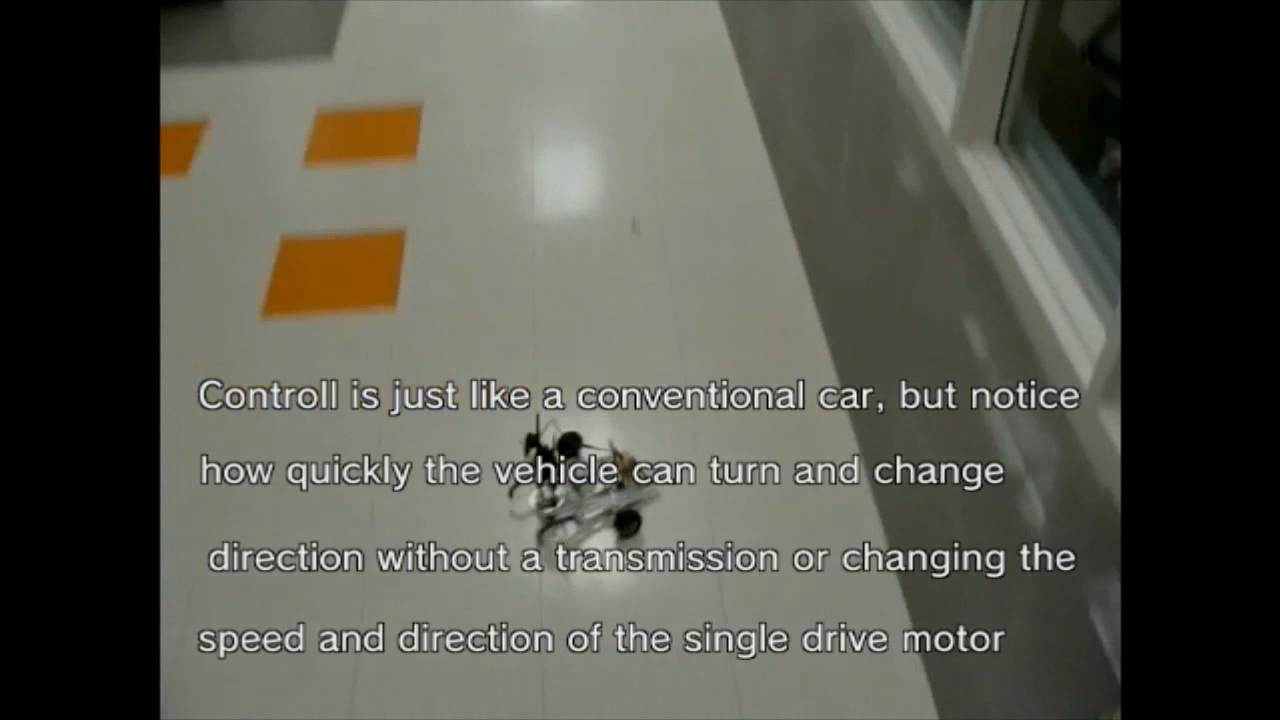 Controll is just like a conventional car, but notice
how quickly the vehicle can turn and change
direction without a transmission or changing the
speed and direction of the single drive motor